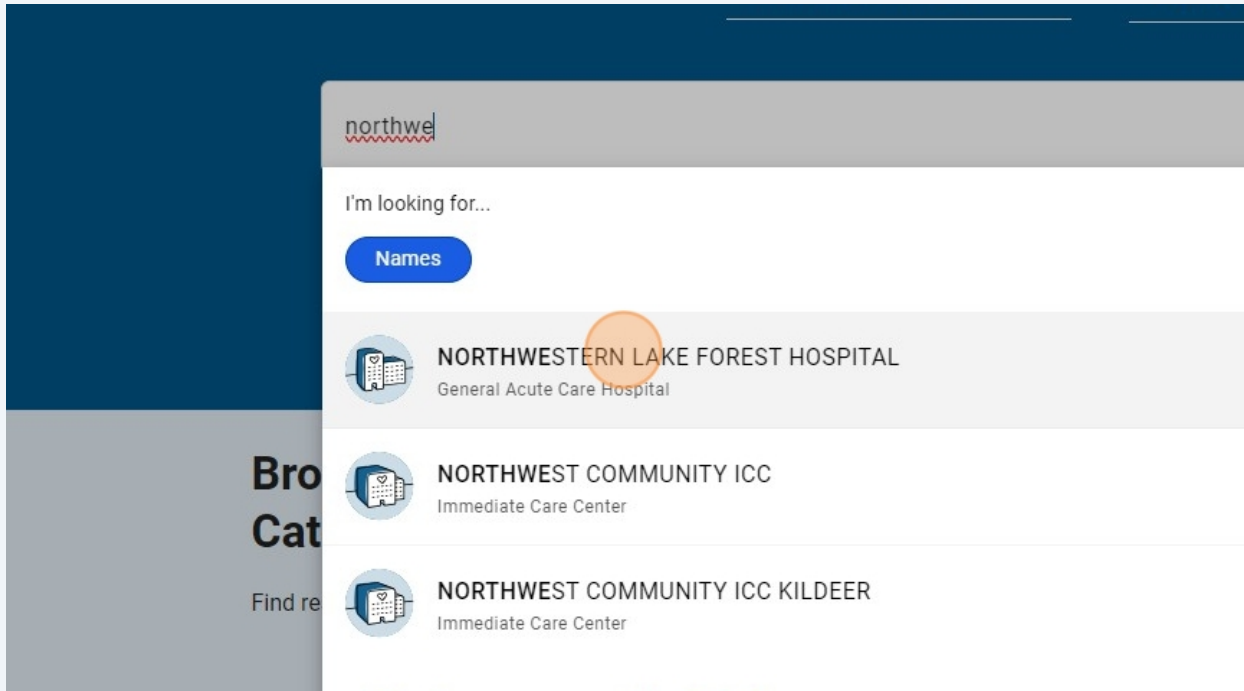 northwe
I'm looking for...
Names
NORTHWESTERN LAKE FOREST HOSPITAL
General Acute Care Hospital
Bro
NORTHWEST COMMUNITY ICC
Immediate Care Center
Cat
NORTHWEST COMMUNITY ICC KILDEER
Find re
Immediate Care Center